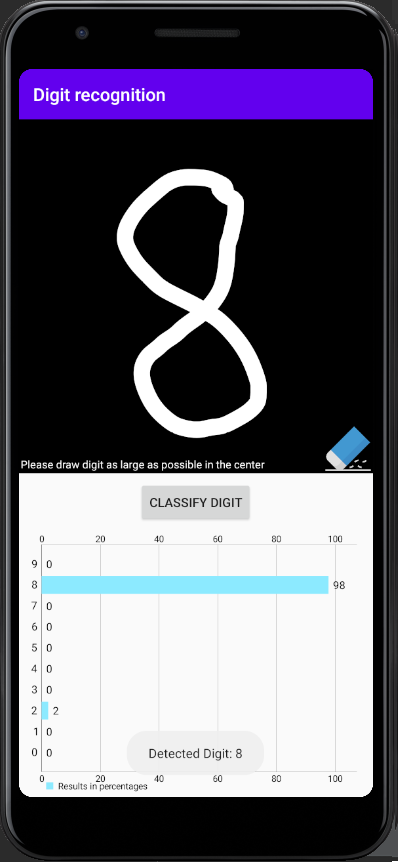 Digit recognition
8
Please draw digit as large as possible in the center
CLASSIFY DIGIT
0 20 40 60 80 100
9 0
8 98
7 0
6 0
5 0
4 0
3 0
2 2
1 0
0 0
Detected Digit: 8
0 20 40 60 80 100
Results in percentages